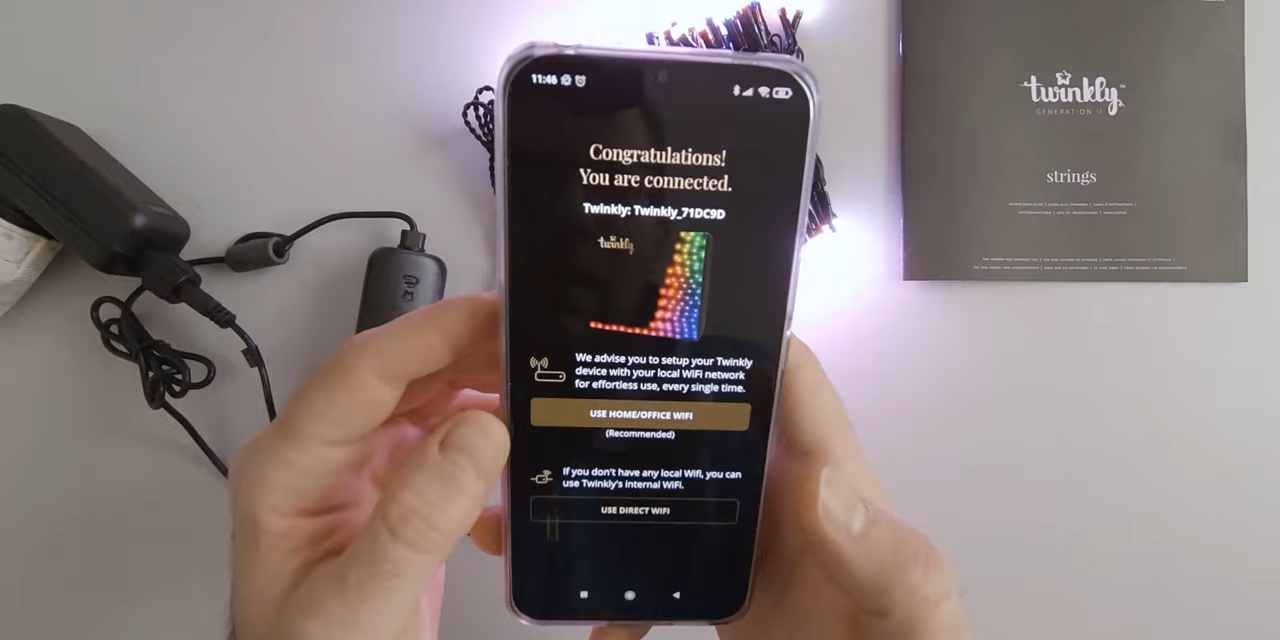 11:46
Congratulations!
You are connected.
Twinkly: Twinkly_71DC9D
twinkly
We advise you to setup your Twinkly
device with your local WiFi network
for effortless use, every single time.
USE HOME/OFFICE WIFI
(Recommended)
If you don't have any local Wifi, you can
use Twinkly's internal WiFi.
USE DIRECT WIFI
twinkly
GENERATION II
strings